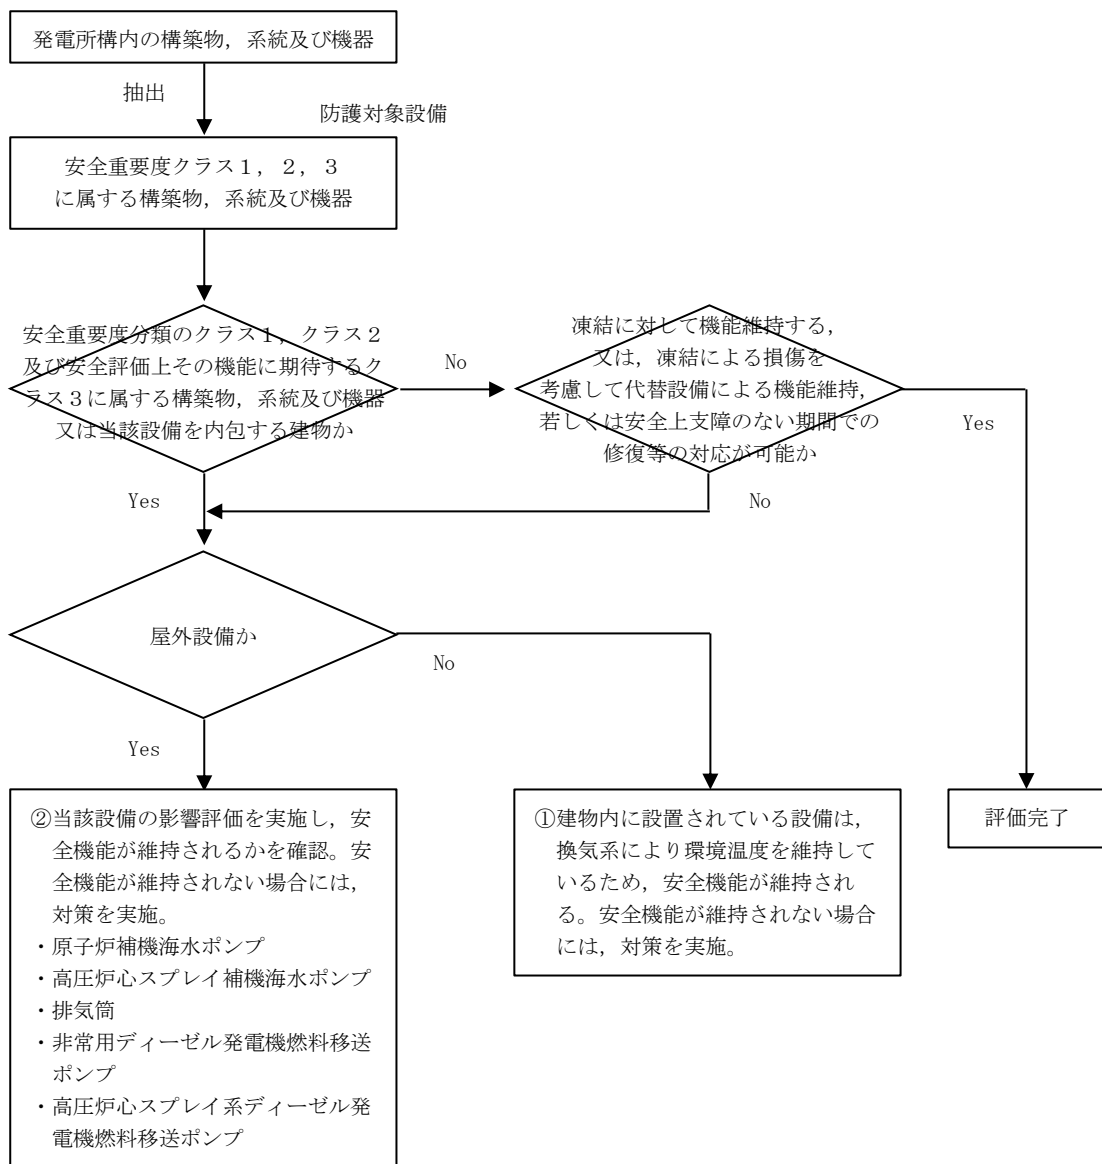 発電所構内の構築物，系統及び機器
抽出
防護対象設備
安全重要度クラス１，２，３
に属する構築物，系統及び機器
安全重要度分類のクラス１，クラス２
及び安全評価上その機能に期待するク
ラス３に属する構築物，系統及び機器
又は当該設備を内包する建物か
No
凍結に対して機能維持する，
又は，凍結による損傷を
考慮して代替設備による機能維持，
若しくは安全上支障のない期間での
修復等の対応が可能か
Yes
Yes
No
屋外設備か
No
Yes
②当該設備の影響評価を実施し，安
全機能が維持されるかを確認。安
全機能が維持されない場合には，
対策を実施。
・原子炉補機海水ポンプ
・高圧炉心スプレイ補機海水ポンプ
・排気筒
・非常用ディーゼル発電機燃料移送
ポンプ
・高圧炉心スプレイ系ディーゼル発
電機燃料移送ポンプ
①建物内に設置されている設備は，
換気系により環境温度を維持して
いるため，安全機能が維持され
る。安全機能が維持されない場合
には，対策を実施。
評価完了